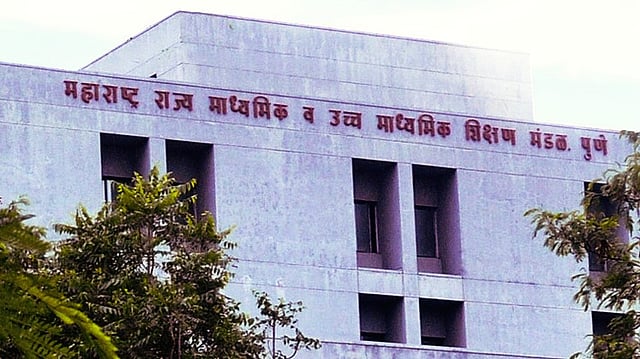 महाराष्ट्र राज्य माध्यमिक व उच्च माध्यमिक शिक्षण मंडळ. पुणे